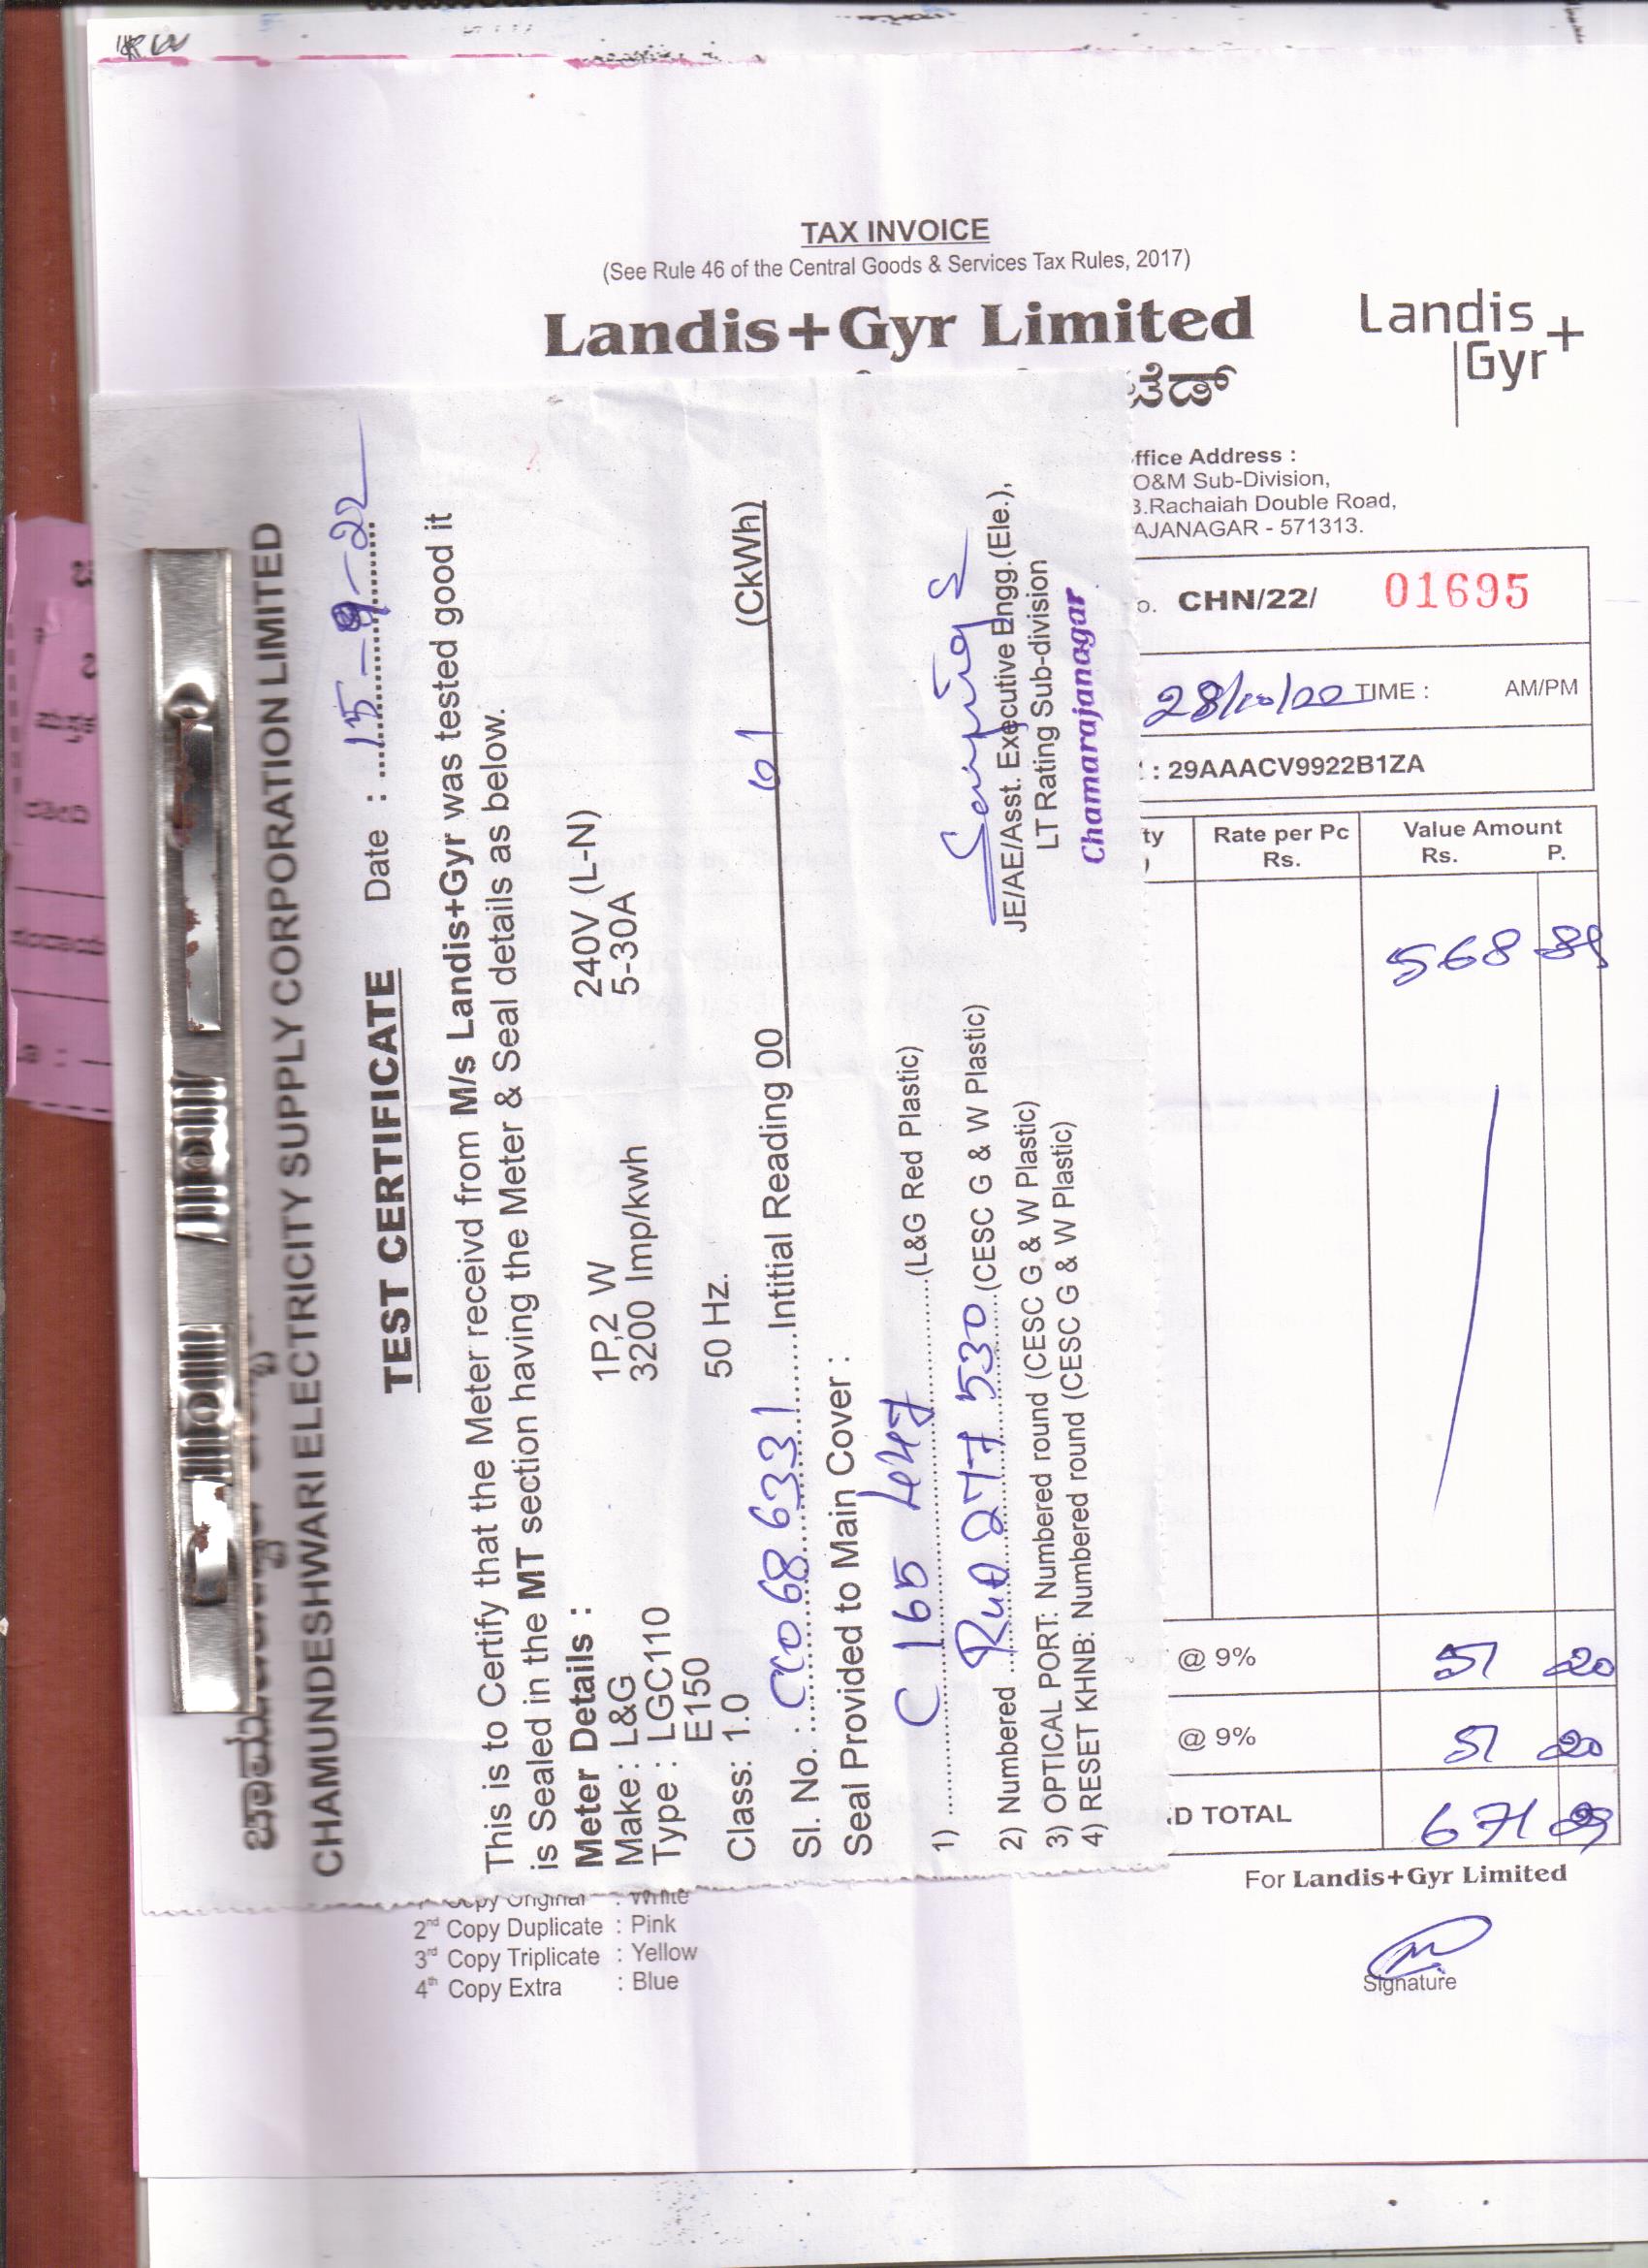 TAX INVOICE
(See Rule 46 of the Central Goods & Services Tax Rules, 2017)
Landis+Gyr Limited
Landis
Gyr+
ಟೆಡ್
ffice Address :
O&M Sub-Division,
.Rachaiah Double Road,
AJANAGAR - 571313.
o. CHN/22/ 01695
28/10/22 TIME : AM/PM
: 29AAACV9922B1ZA
ty Rate per Pc Value Amount
Rs. Rs. P.
568 89
@ 9% 51 20
@ 9% 51 20
D TOTAL 671 29
For Landis+Gyr Limited
Signature
Copy Original : White
2nd Copy Duplicate : Pink
3rd Copy Triplicate : Yellow
4th Copy Extra : Blue
CHAMUNDESHWARI ELECTRICITY SUPPLY CORPORATION LIMITED
TEST CERTIFICATE Date : 15-9-22
This is to Certify that the Meter receivd from M/s Landis+Gyr was tested good it
is Sealed in the MT section having the Meter & Seal details as below.
Meter Details :
Make : L&G 1P,2 W 240V (L-N)
Type : LGC110 3200 Imp/kwh 5-30A
E150
Class: 1.0 50 Hz.
Sl. No. : CC0686331 Intitial Reading 00 61 (CkWh)
Seal Provided to Main Cover :
1) C 165 447 (L&G Red Plastic)
2) Numbered 277530 (CESC G & W Plastic)
3) OPTICAL PORT: Numbered round (CESC G & W Plastic)
4) RESET KHNB: Numbered round (CESC G & W Plastic)
JE/AE/Asst. Executive Engg.(Ele.),
LT Rating Sub-division
Chamarajanagar